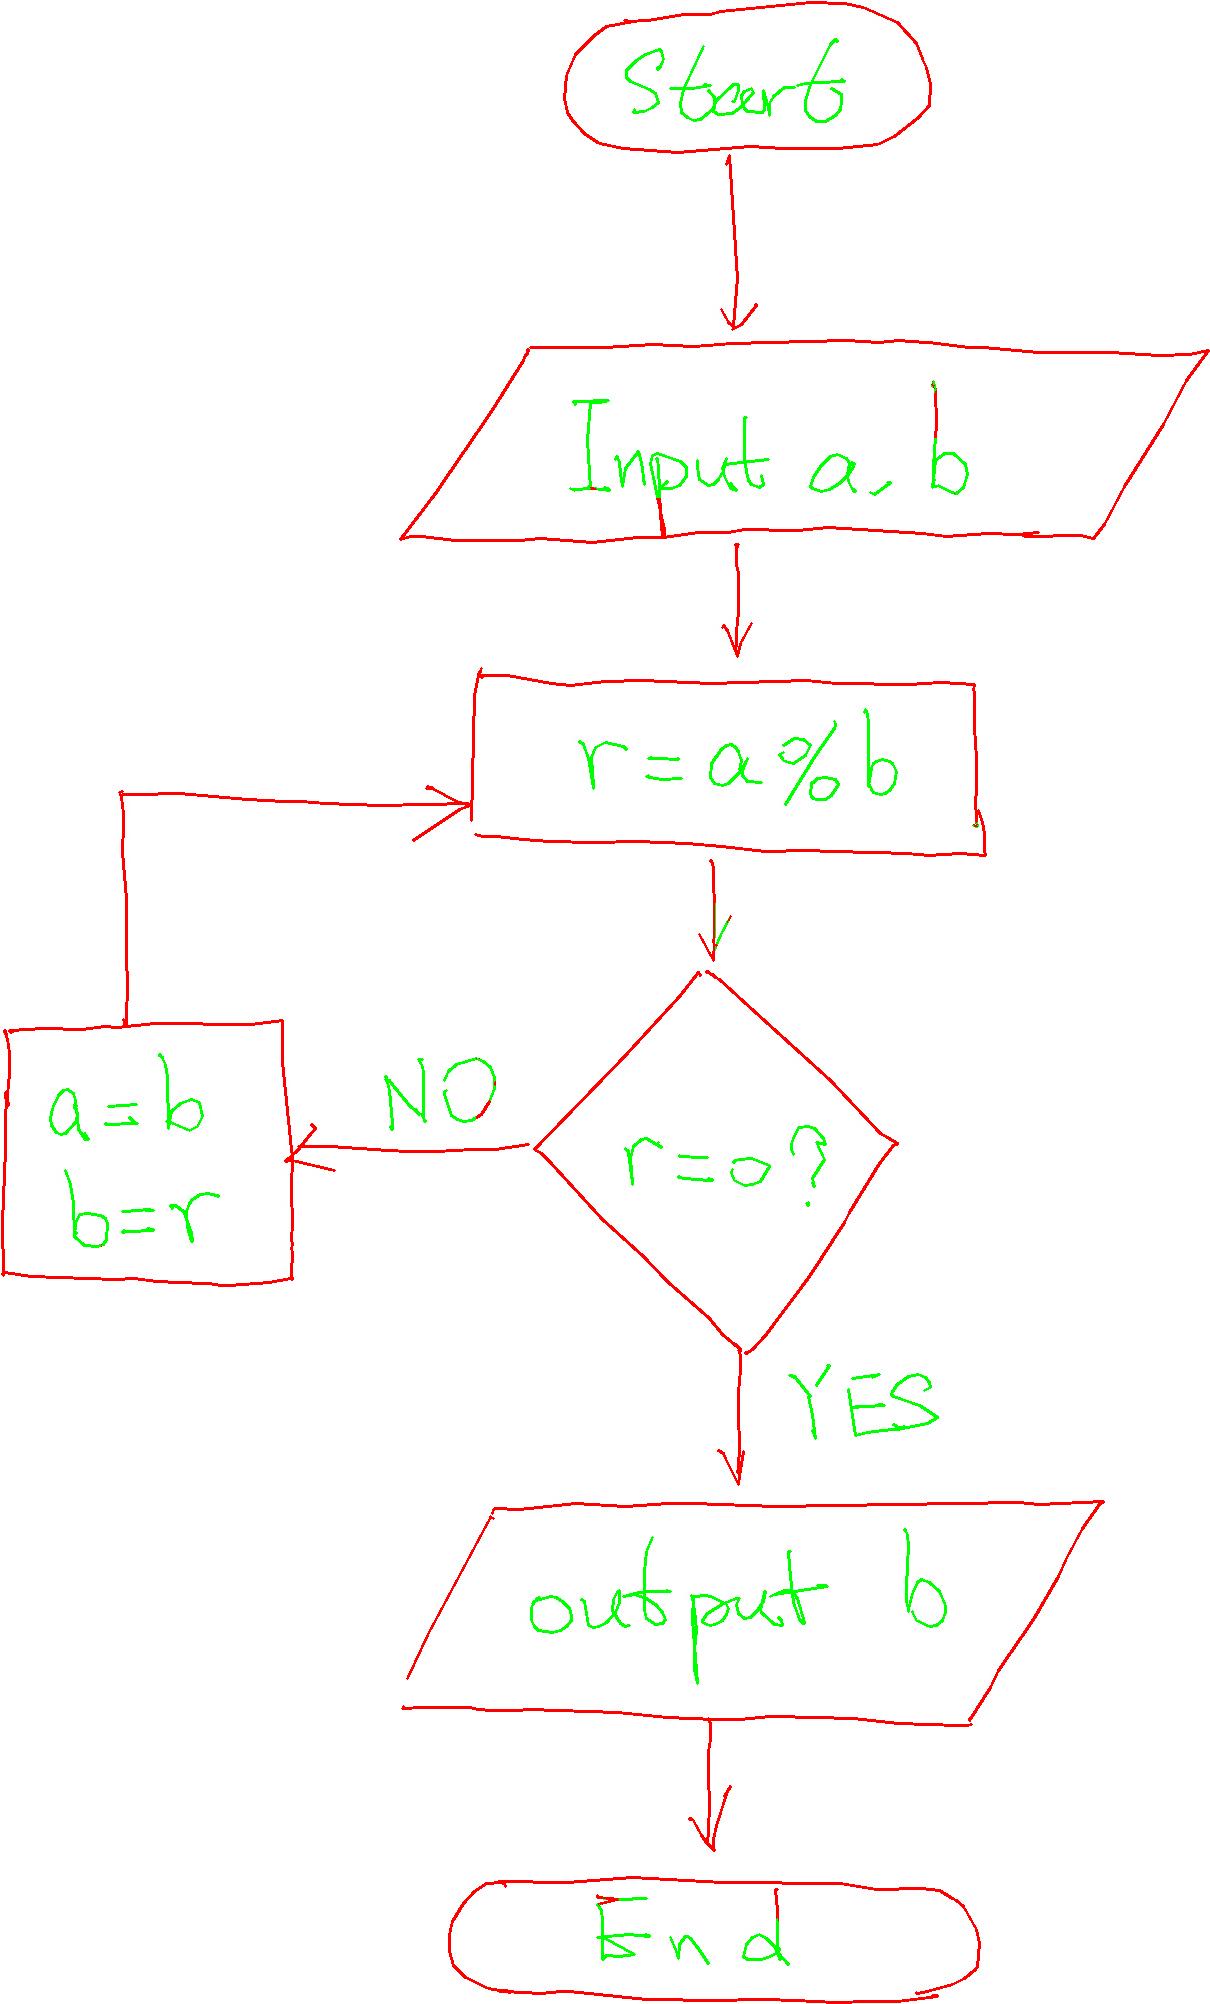 Start
Input a, b
r=a%b
NO
r=0?
a=b
b=r
YES
output b
End